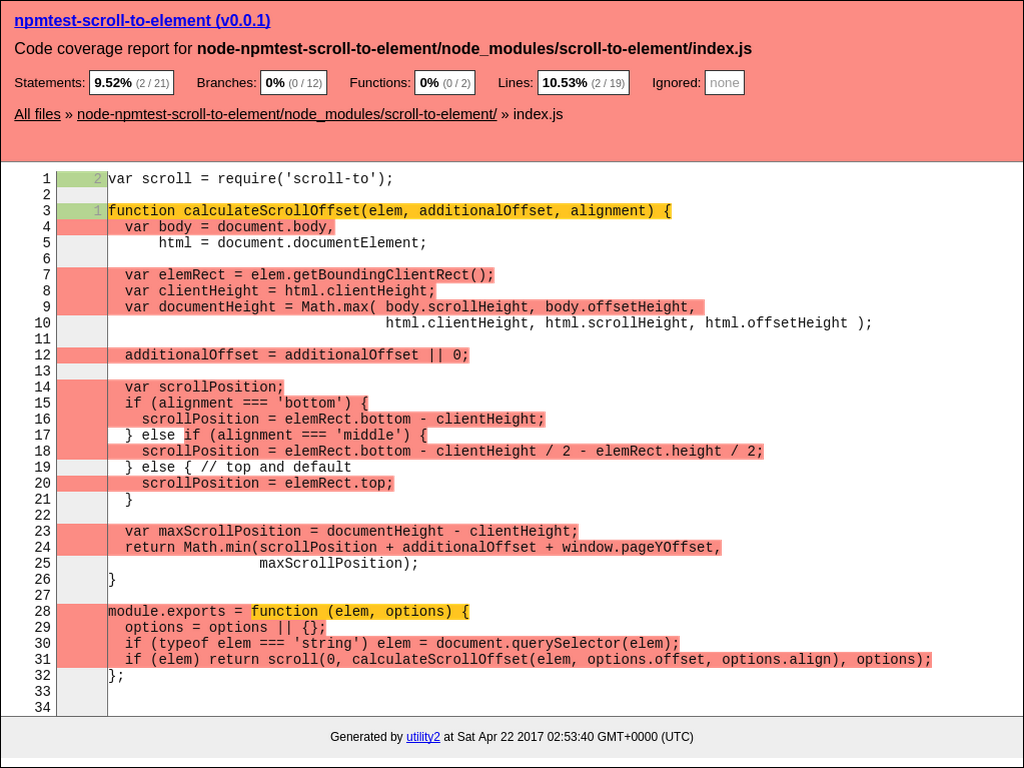 npmtest-scroll-to-element (v0.0.1)
Code coverage report for node-npmtest-scroll-to-element/node_modules/scroll-to-element/index.js
Statements: 9.52% (2 / 21) Branches: 0% (0 / 12) Functions: 0% (0 / 2) Lines: 10.53% (2 / 19) Ignored: none
All files » node-npmtest-scroll-to-element/node_modules/scroll-to-element/ » index.js
1 2 var scroll = require('scroll-to');
2
3 1 function calculateScrollOffset(elem, additionalOffset, alignment) {
4   var body = document.body,
5       html = document.documentElement;
6
7   var elemRect = elem.getBoundingClientRect();
8   var clientHeight = html.clientHeight;
9   var documentHeight = Math.max( body.scrollHeight, body.offsetHeight,
10                                  html.clientHeight, html.scrollHeight, html.offsetHeight );
11
12   additionalOffset = additionalOffset || 0;
13
14   var scrollPosition;
15   if (alignment === 'bottom') {
16     scrollPosition = elemRect.bottom - clientHeight;
17   } else if (alignment === 'middle') {
18     scrollPosition = elemRect.bottom - clientHeight / 2 - elemRect.height / 2;
19   } else { // top and default
20     scrollPosition = elemRect.top;
21   }
22
23   var maxScrollPosition = documentHeight - clientHeight;
24   return Math.min(scrollPosition + additionalOffset + window.pageYOffset,
25                   maxScrollPosition);
26 }
27
28 module.exports = function (elem, options) {
29   options = options || {};
30   if (typeof elem === 'string') elem = document.querySelector(elem);
31   if (elem) return scroll(0, calculateScrollOffset(elem, options.offset, options.align), options);
32 };
33
34
Generated by utility2 at Sat Apr 22 2017 02:53:40 GMT+0000 (UTC)